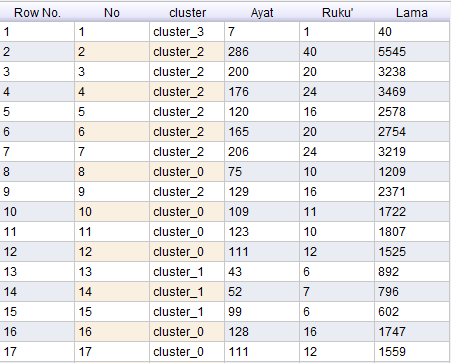 Row No. No cluster Ayat Ruku' Lama
1 1 cluster_3 7 1 40
2 2 cluster_2 286 40 5545
3 3 cluster_2 200 20 3238
4 4 cluster_2 176 24 3469
5 5 cluster_2 120 16 2578
6 6 cluster_2 165 20 2754
7 7 cluster_2 206 24 3219
8 8 cluster_0 75 10 1209
9 9 cluster_2 129 16 2371
10 10 cluster_0 109 11 1722
11 11 cluster_0 123 10 1807
12 12 cluster_0 111 12 1525
13 13 cluster_1 43 6 892
14 14 cluster_1 52 7 796
15 15 cluster_1 99 6 602
16 16 cluster_0 128 16 1747
17 17 cluster_0 111 12 1559